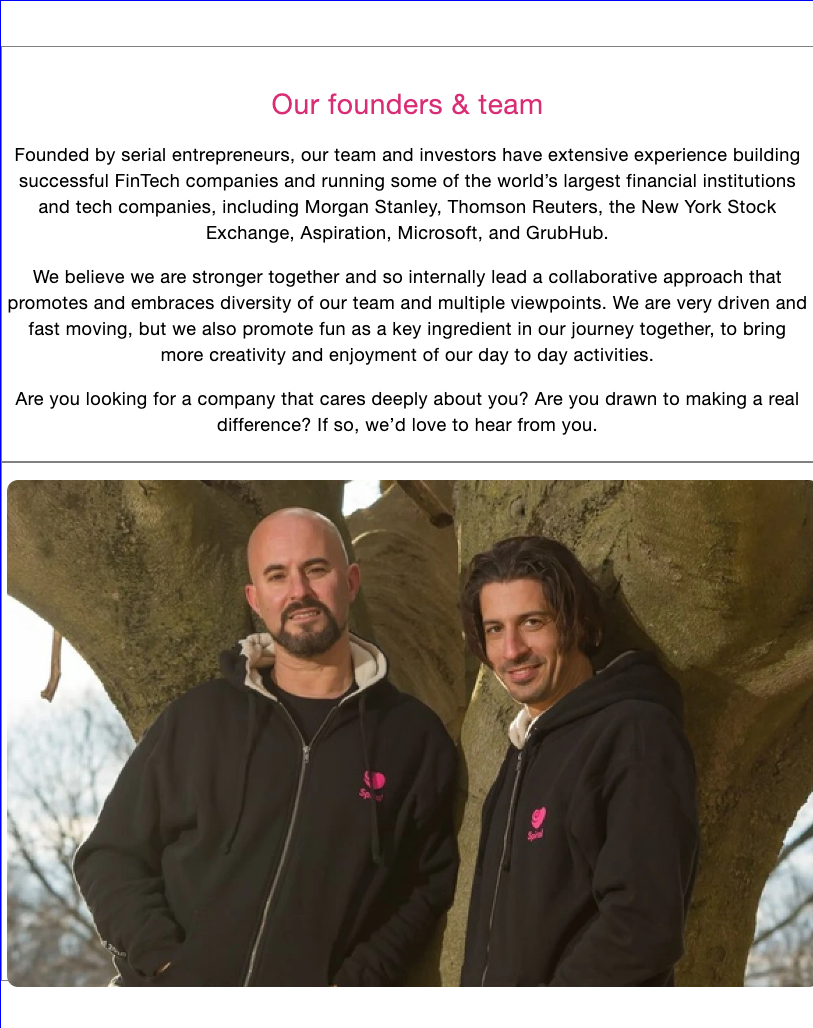 Our founders & team
Founded by serial entrepreneurs, our team and investors have extensive experience building
successful FinTech companies and running some of the world’s largest financial institutions
and tech companies, including Morgan Stanley, Thomson Reuters, the New York Stock
Exchange, Aspiration, Microsoft, and GrubHub.
We believe we are stronger together and so internally lead a collaborative approach that
promotes and embraces diversity of our team and multiple viewpoints. We are very driven and
fast moving, but we also promote fun as a key ingredient in our journey together, to bring
more creativity and enjoyment of our day to day activities.
Are you looking for a company that cares deeply about you? Are you drawn to making a real
difference? If so, we’d love to hear from you.
Spiral